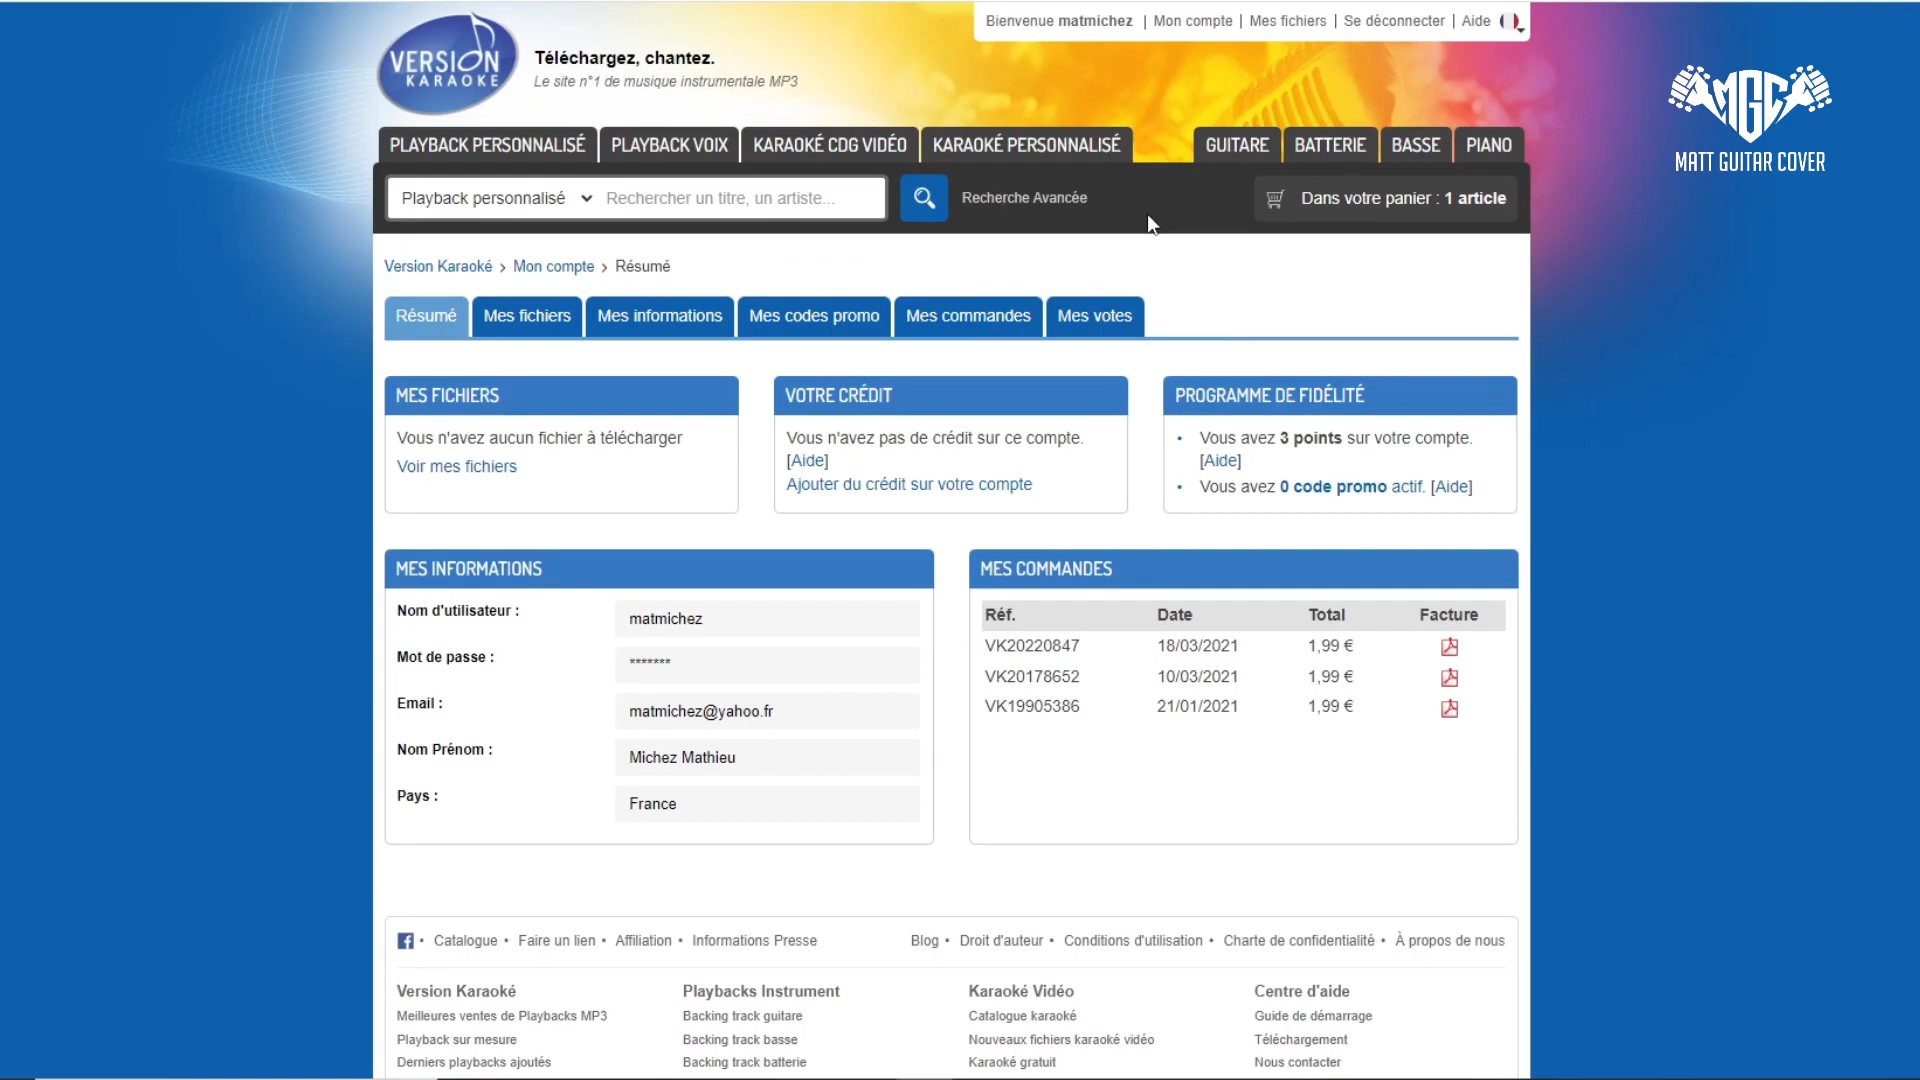 Bienvenue matmichez | Mon compte | Mes fichiers | Se déconnecter | Aide
VERSION
KARAOKE
Téléchargez, chantez.
Le site n°1 de musique instrumentale MP3
MGC
MATT GUITAR COVER
PLAYBACK PERSONNALISÉ PLAYBACK VOIX KARAOKÉ CDG VIDÉO KARAOKÉ PERSONNALISÉ GUITARE BATTERIE BASSE PIANO
Playback personnalisé Rechercher un titre, un artiste... Recherche Avancée Dans votre panier : 1 article
Version Karaoké > Mon compte > Résumé
Résumé Mes fichiers Mes informations Mes codes promo Mes commandes Mes votes
MES FICHIERS
Vous n'avez aucun fichier à télécharger
Voir mes fichiers
VOTRE CRÉDIT
Vous n'avez pas de crédit sur ce compte.
[Aide]
Ajouter du crédit sur votre compte
PROGRAMME DE FIDÉLITÉ
• Vous avez 3 points sur votre compte.
[Aide]
• Vous avez 0 code promo actif. [Aide]
MES INFORMATIONS
Nom d'utilisateur : matmichez
Mot de passe : *******
Email : matmichez@yahoo.fr
Nom Prénom : Michez Mathieu
Pays : France
MES COMMANDES
Réf. Date Total Facture
VK20220847 18/03/2021 1,99 €
VK20178652 10/03/2021 1,99 €
VK19905386 21/01/2021 1,99 €
• Catalogue • Faire un lien • Affiliation • Informations Presse
Blog • Droit d'auteur • Conditions d'utilisation • Charte de confidentialité • À propos de nous
Version Karaoké
Meilleures ventes de Playbacks MP3
Playback sur mesure
Derniers playbacks ajoutés
Playbacks Instrument
Backing track guitare
Backing track basse
Backing track batterie
Karaoké Vidéo
Catalogue karaoké
Nouveaux fichiers karaoké vidéo
Karaoké gratuit
Centre d'aide
Guide de démarrage
Téléchargement
Nous contacter